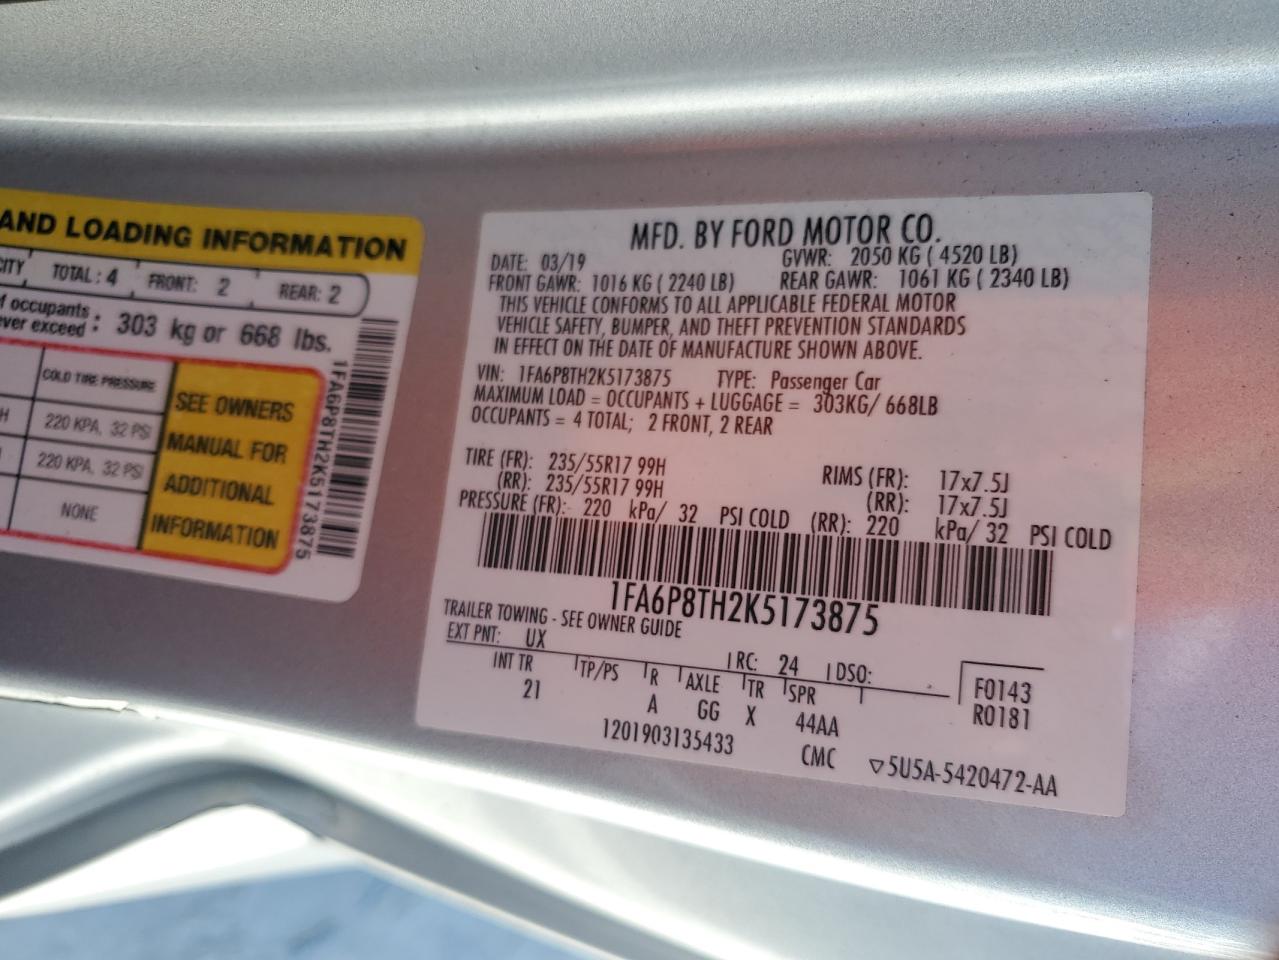 AND LOADING INFORMATION
CITY TOTAL: 4 FRONT: 2 REAR: 2
f occupants
ever exceed : 303 kg or 668 lbs.
COLD TIRE PRESSURE
H 220 KPA, 32 PSI
220 KPA, 32 PSI
NONE
SEE OWNERS
MANUAL FOR
ADDITIONAL
INFORMATION
1FA6P8TH2K5173875
MFD. BY FORD MOTOR CO.
DATE: 03/19 GVWR: 2050 KG ( 4520 LB)
FRONT GAWR: 1016 KG ( 2240 LB) REAR GAWR: 1061 KG ( 2340 LB)
THIS VEHICLE CONFORMS TO ALL APPLICABLE FEDERAL MOTOR
VEHICLE SAFETY, BUMPER, AND THEFT PREVENTION STANDARDS
IN EFFECT ON THE DATE OF MANUFACTURE SHOWN ABOVE.
VIN: 1FA6P8TH2K5173875 TYPE: Passenger Car
MAXIMUM LOAD = OCCUPANTS + LUGGAGE = 303KG/ 668LB
OCCUPANTS = 4 TOTAL; 2 FRONT, 2 REAR
TIRE (FR): 235/55R17 99H RIMS (FR): 17x7.5J
(RR): 235/55R17 99H (RR): 17x7.5J
PRESSURE (FR): 220 kPa/ 32 PSI COLD (RR): 220 kPa/ 32 PSI COLD
1FA6P8TH2K5173875
TRAILER TOWING - SEE OWNER GUIDE
EXT PNT: UX RC: 24 DSO:
INT TR TP/PS R AXLE TR SPR F0143
21 A GG X 44AA R0181
1201903135433 CMC ▽5U5A-5420472-AA